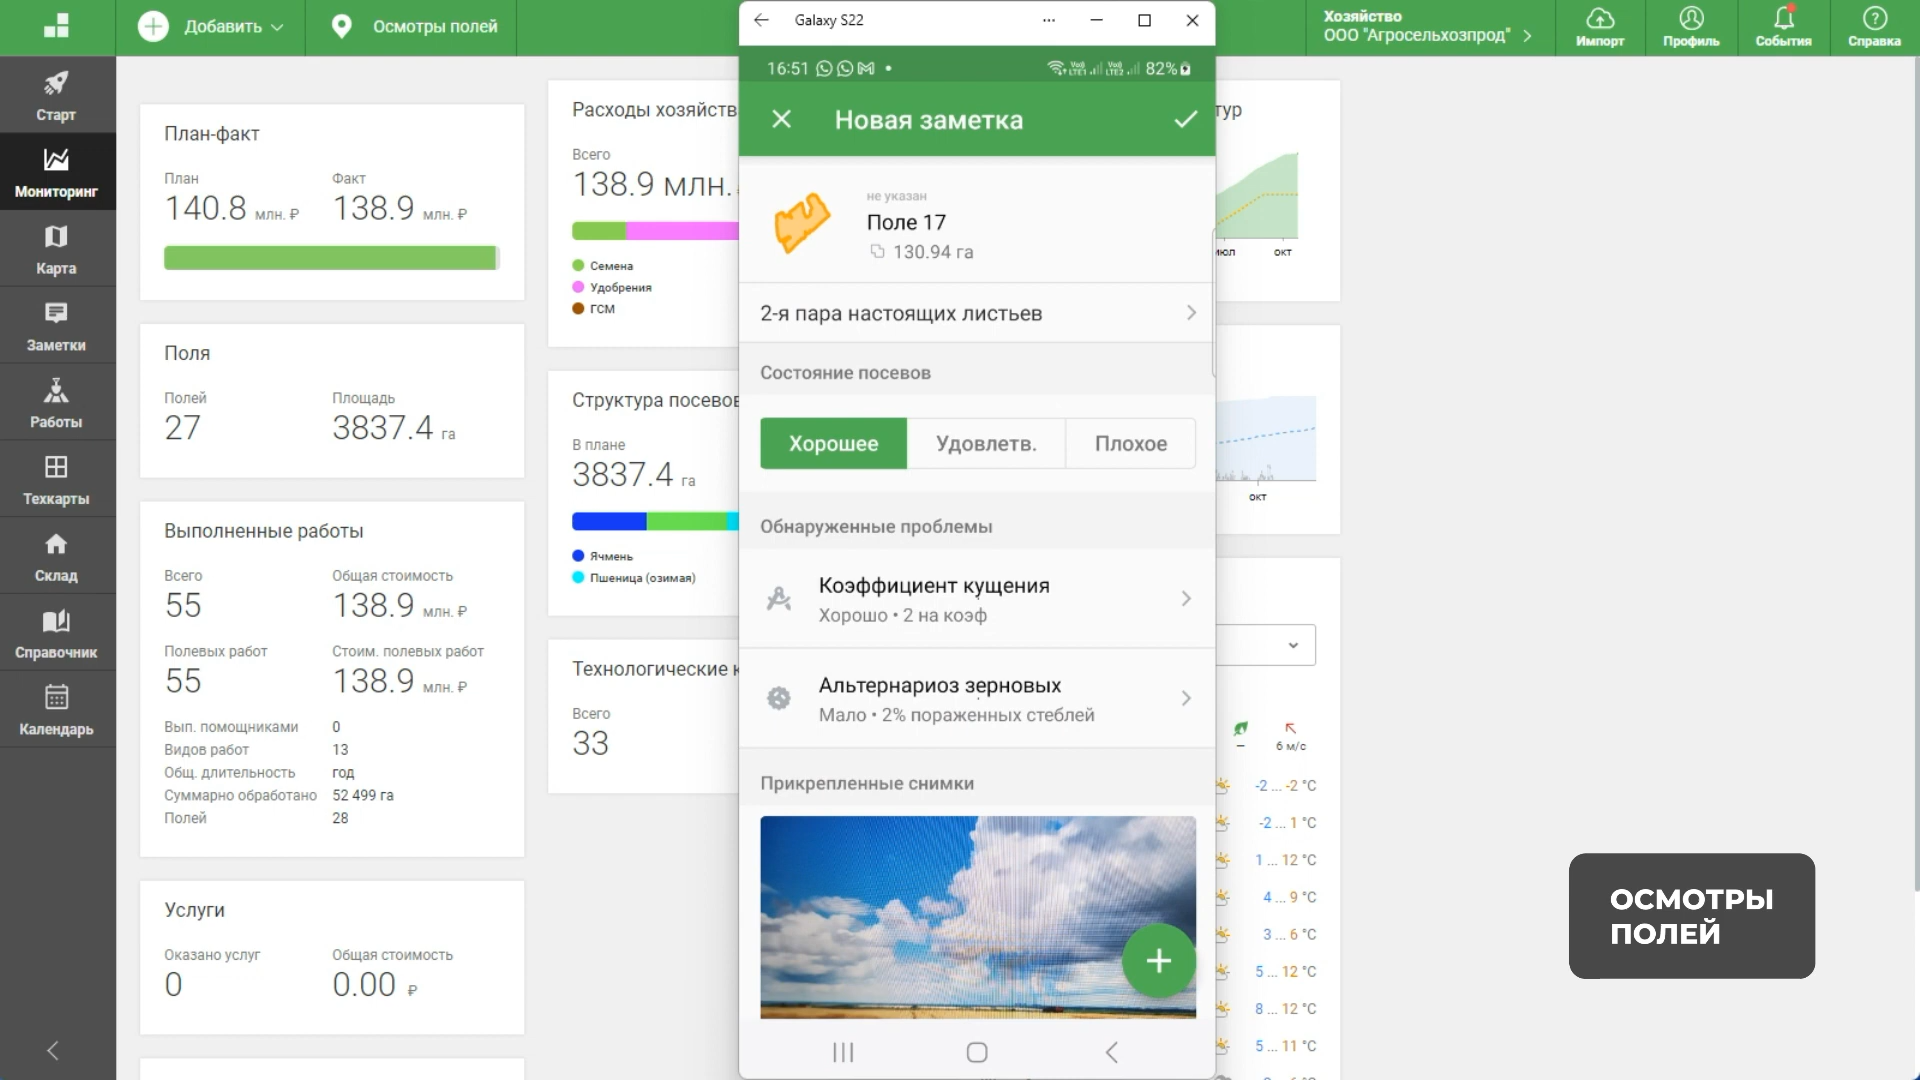 Добавить
Осмотры полей
Хозяйство
ООО "Агросельхозпрод"
Импорт
Профиль
События
Справка
Старт
Мониторинг
Карта
Заметки
Работы
Техкарты
Склад
Справочник
Календарь
План-факт
План
Факт
140.8 млн. ₽
138.9 млн. ₽
Поля
Полей
Площадь
27
3837.4 га
Выполненные работы
Всего
Общая стоимость
55
138.9 млн. ₽
Полевых работ
Стоим. полевых работ
55
138.9 млн. ₽
Вып. помощниками 0
Видов работ 13
Общ. длительность год
Суммарно обработано 52 499 га
Полей 28
Услуги
Оказано услуг
Общая стоимость
0
0.00 ₽
Расходы хозяйств
Всего
138.9 млн.
Семена
Удобрения
ГСМ
Структура посевов
В плане
3837.4 га
Ячмень
Пшеница (озимая)
Технологические к
Всего
33
Galaxy S22
16:51
82%
Новая заметка
не указан
Поле 17
130.94 га
2-я пара настоящих листьев
Состояние посевов
Хорошее
Удовлетв.
Плохое
Обнаруженные проблемы
Коэффициент кущения
Хорошо • 2 на коэф
Альтернариоз зерновых
Мало • 2% пораженных стеблей
Прикрепленные снимки
тур
июл
окт
окт
–
6 м/с
-2 ... -2 °C
-2 ... 1 °C
1 ... 12 °C
4 ... 9 °C
3 ... 6 °C
5 ... 12 °C
8 ... 12 °C
5 ... 11 °C
ОСМОТРЫ
ПОЛЕЙ